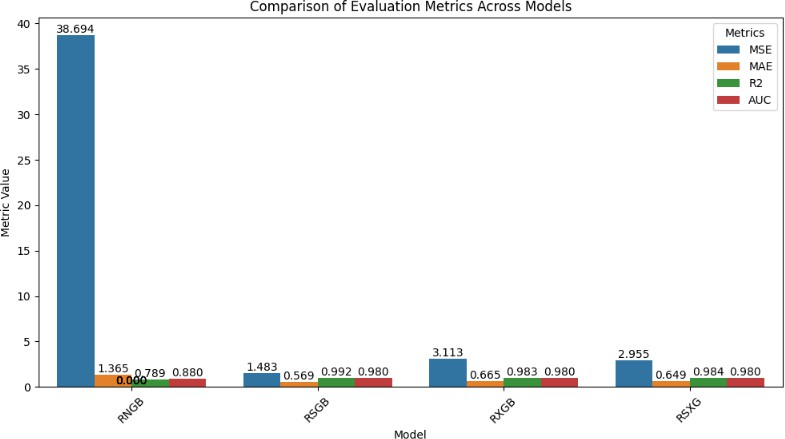 Comparison of Evaluation Metrics Across Models
Metrics
MSE
MAE
R2
AUC
Metric Value
40
35
30
25
20
15
10
5
0
38.694
1.365
0.000
0.789
0.880
1.483
0.569
0.992
0.980
3.113
0.665
0.983
0.980
2.955
0.649
0.984
0.980
RNGB
RSGB
RXGB
RSXG
Model